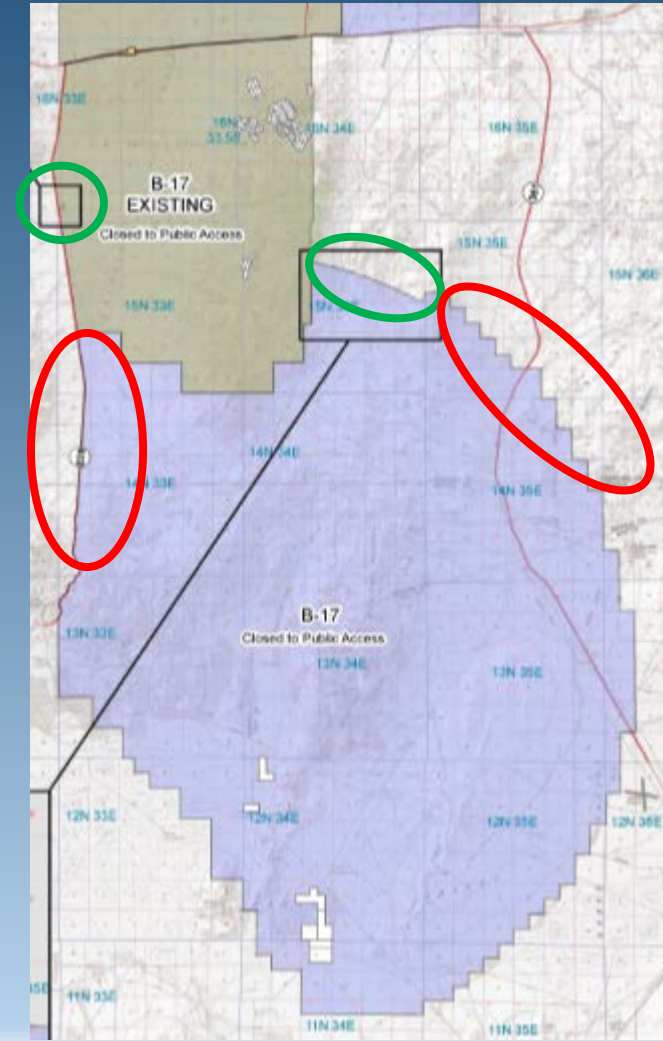 16N 33E
16N
33.5E
16N 34E
16N 35E
B-17
EXISTING
Closed to Public Access
15N 35E
15N 36E
15N 33E
14N 34E
14N 33E
14N 35E
B-17
Closed to Public Access
13N 33E
13N 34E
13N 35E
12N 33E
12N 34E
12N 35E
12N 36E
11N 33E
11N 34E
11N 35E